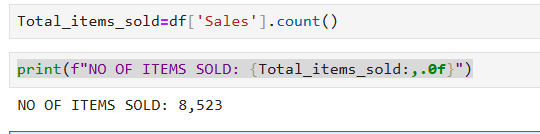 Total_items_sold=df['Sales'].count()
print(f"NO OF ITEMS SOLD: {Total_items_sold:,.0f}")
NO OF ITEMS SOLD: 8,523